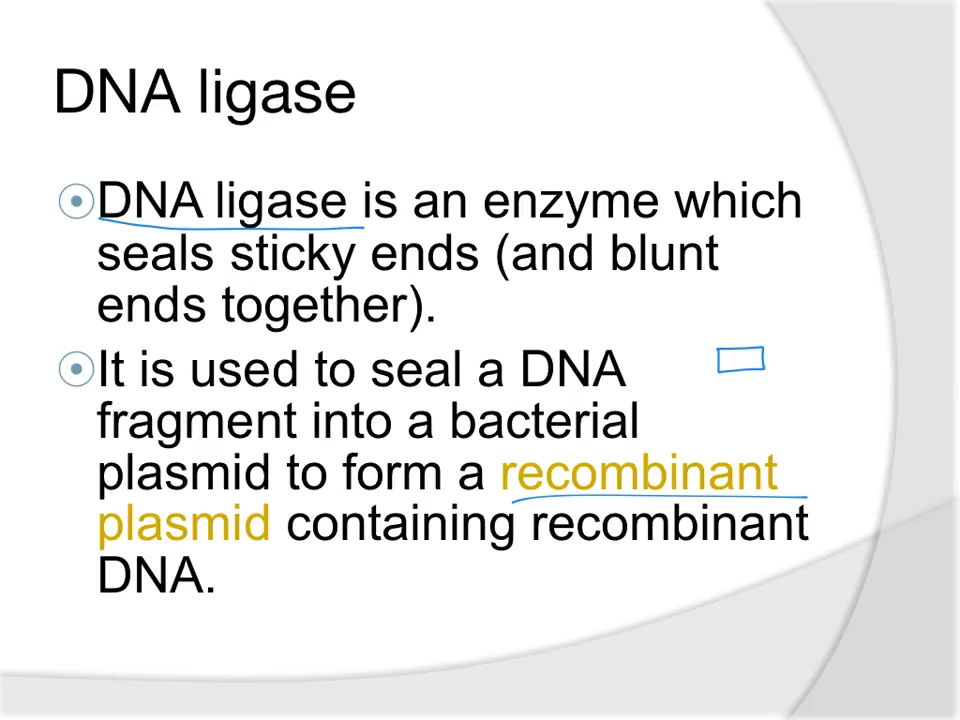 DNA ligase
DNA ligase is an enzyme which
seals sticky ends (and blunt
ends together).
It is used to seal a DNA
fragment into a bacterial
plasmid to form a recombinant
plasmid containing recombinant
DNA.